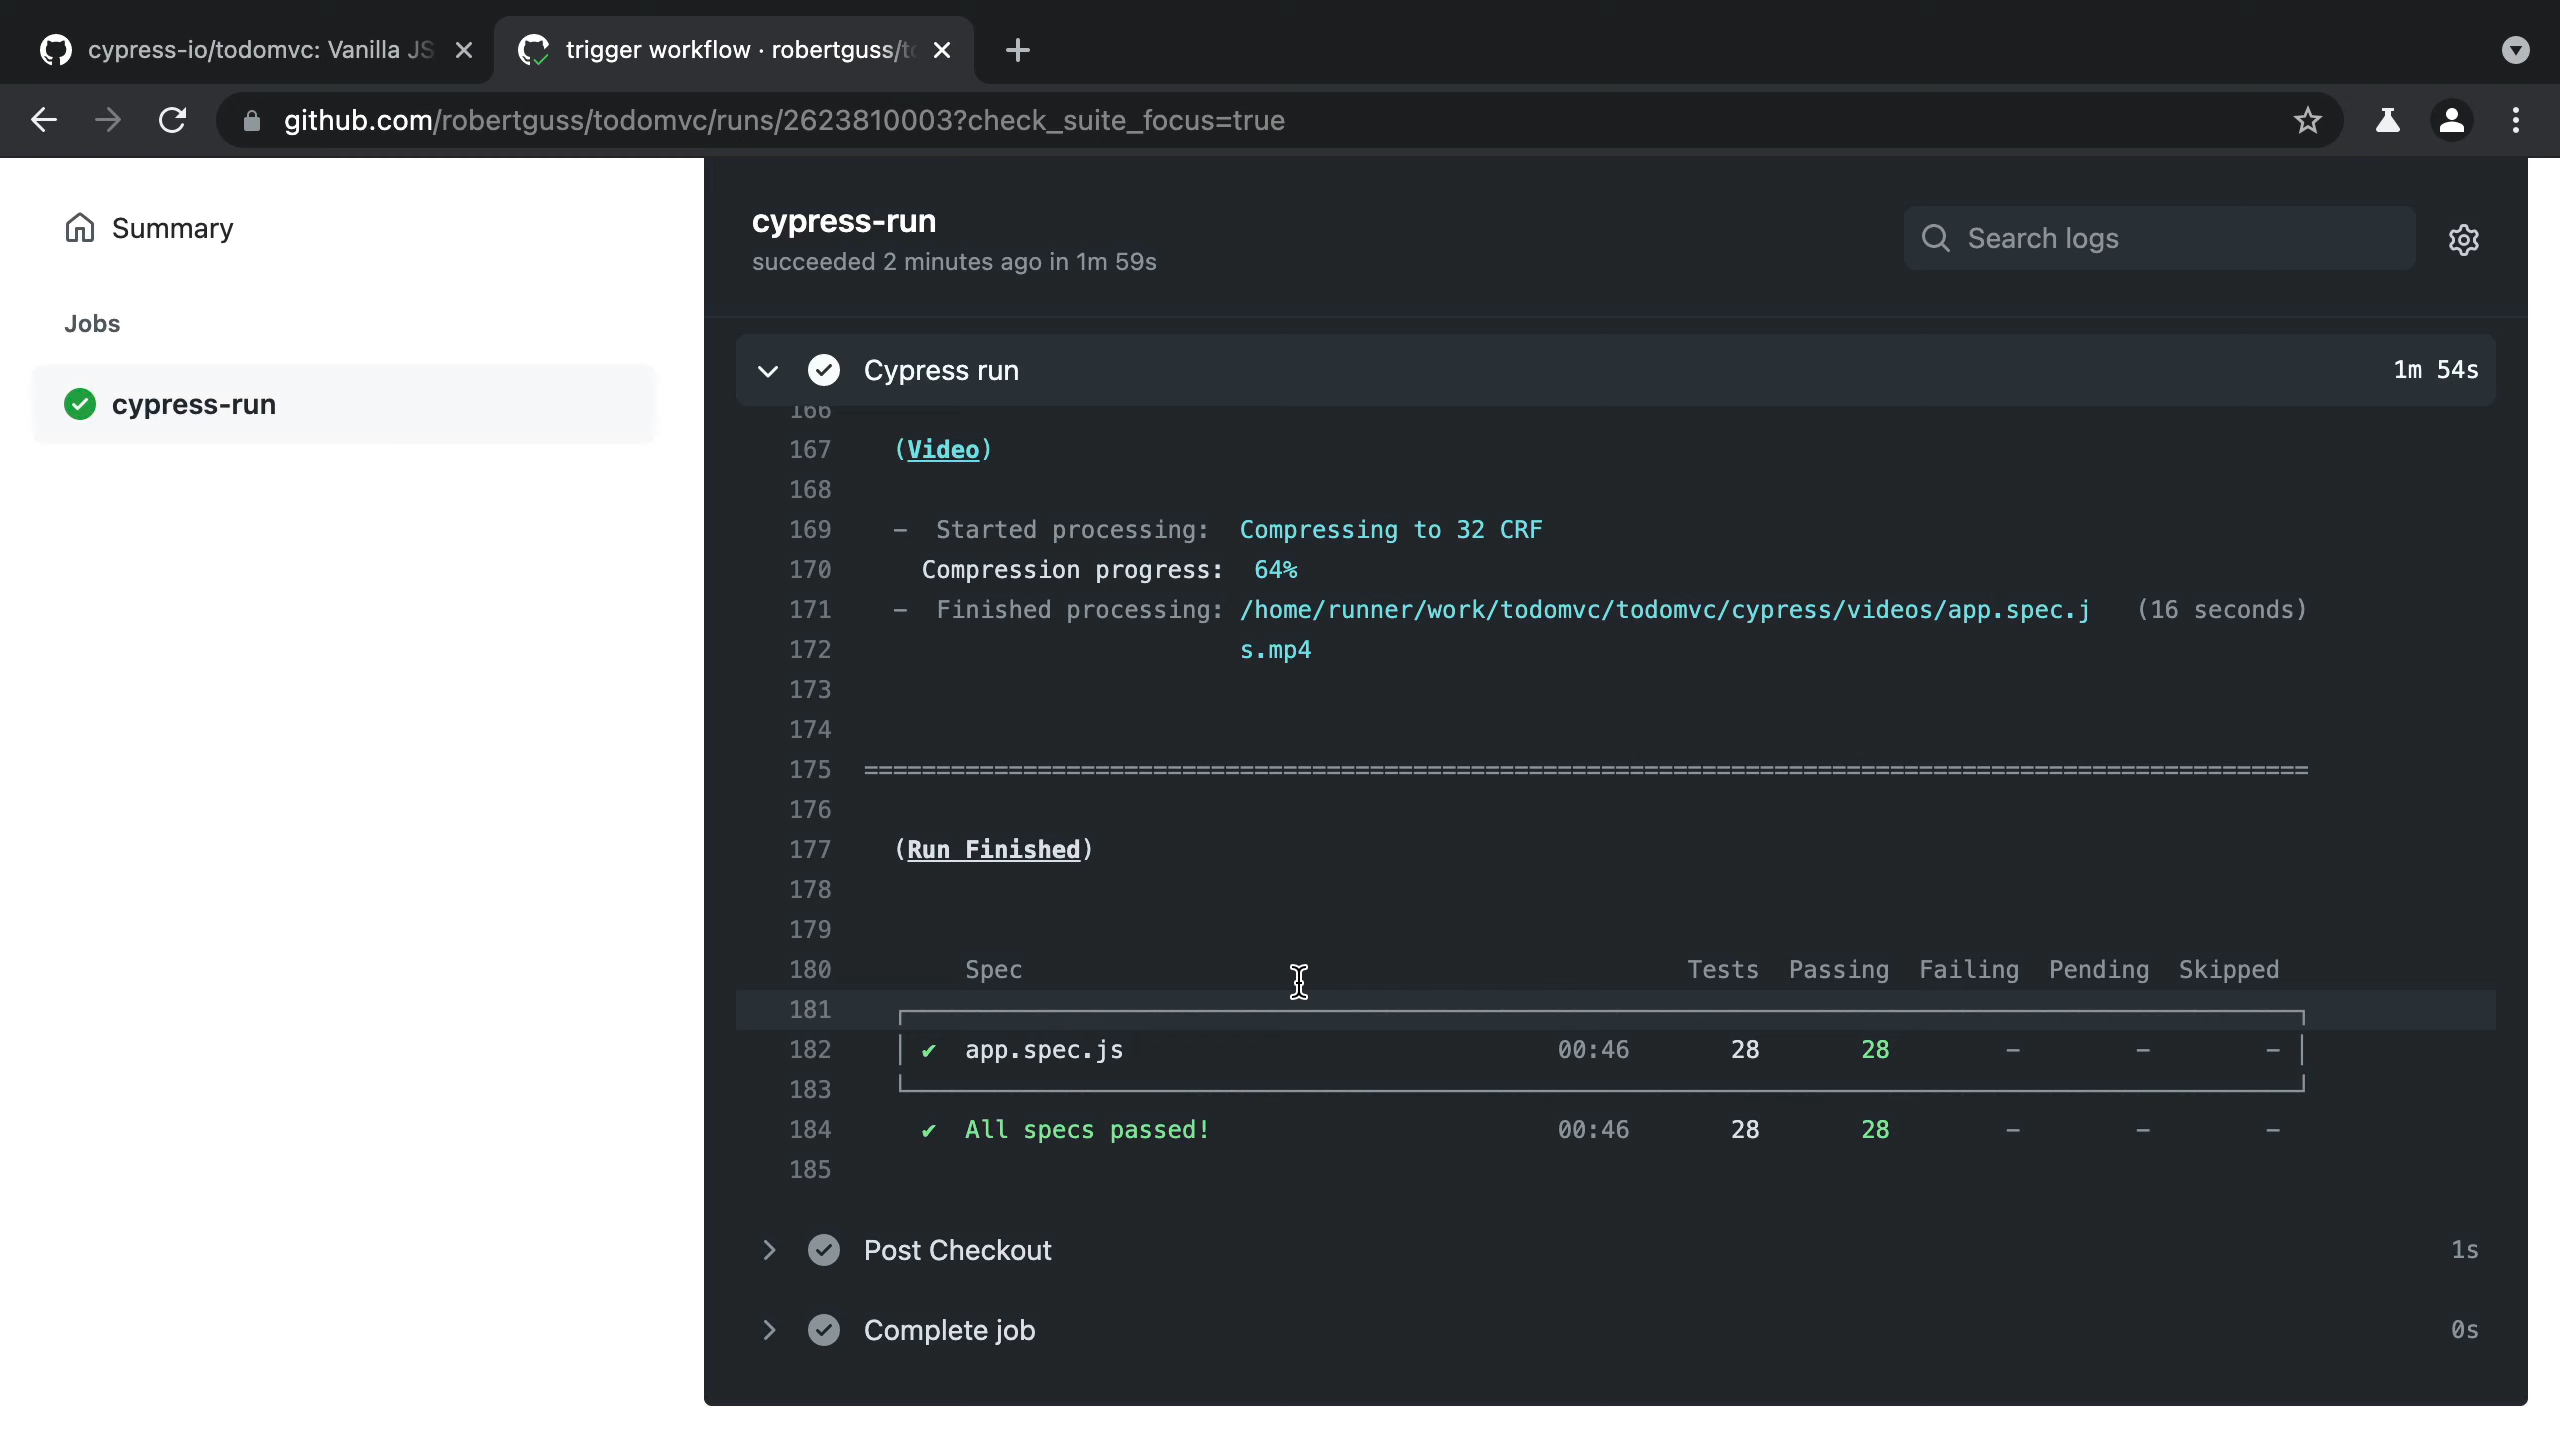 cypress-io/todomvc: Vanilla JS
trigger workflow · robertguss/to
github.com/robertguss/todomvc/runs/2623810003?check_suite_focus=true
Summary
Jobs
cypress-run
cypress-run
succeeded 2 minutes ago in 1m 59s
Search logs
Cypress run 1m 54s
166
167 (Video)
168
169 - Started processing: Compressing to 32 CRF
170 Compression progress: 64%
171 - Finished processing: /home/runner/work/todomvc/todomvc/cypress/videos/app.spec.j (16 seconds)
172 s.mp4
173
174
175 ====================================================================================================
176
177 (Run Finished)
178
179
180 Spec Tests Passing Failing Pending Skipped
181
182 ✔ app.spec.js 00:46 28 28 - - -
183
184 ✔ All specs passed! 00:46 28 28 - - -
185
Post Checkout 1s
Complete job 0s